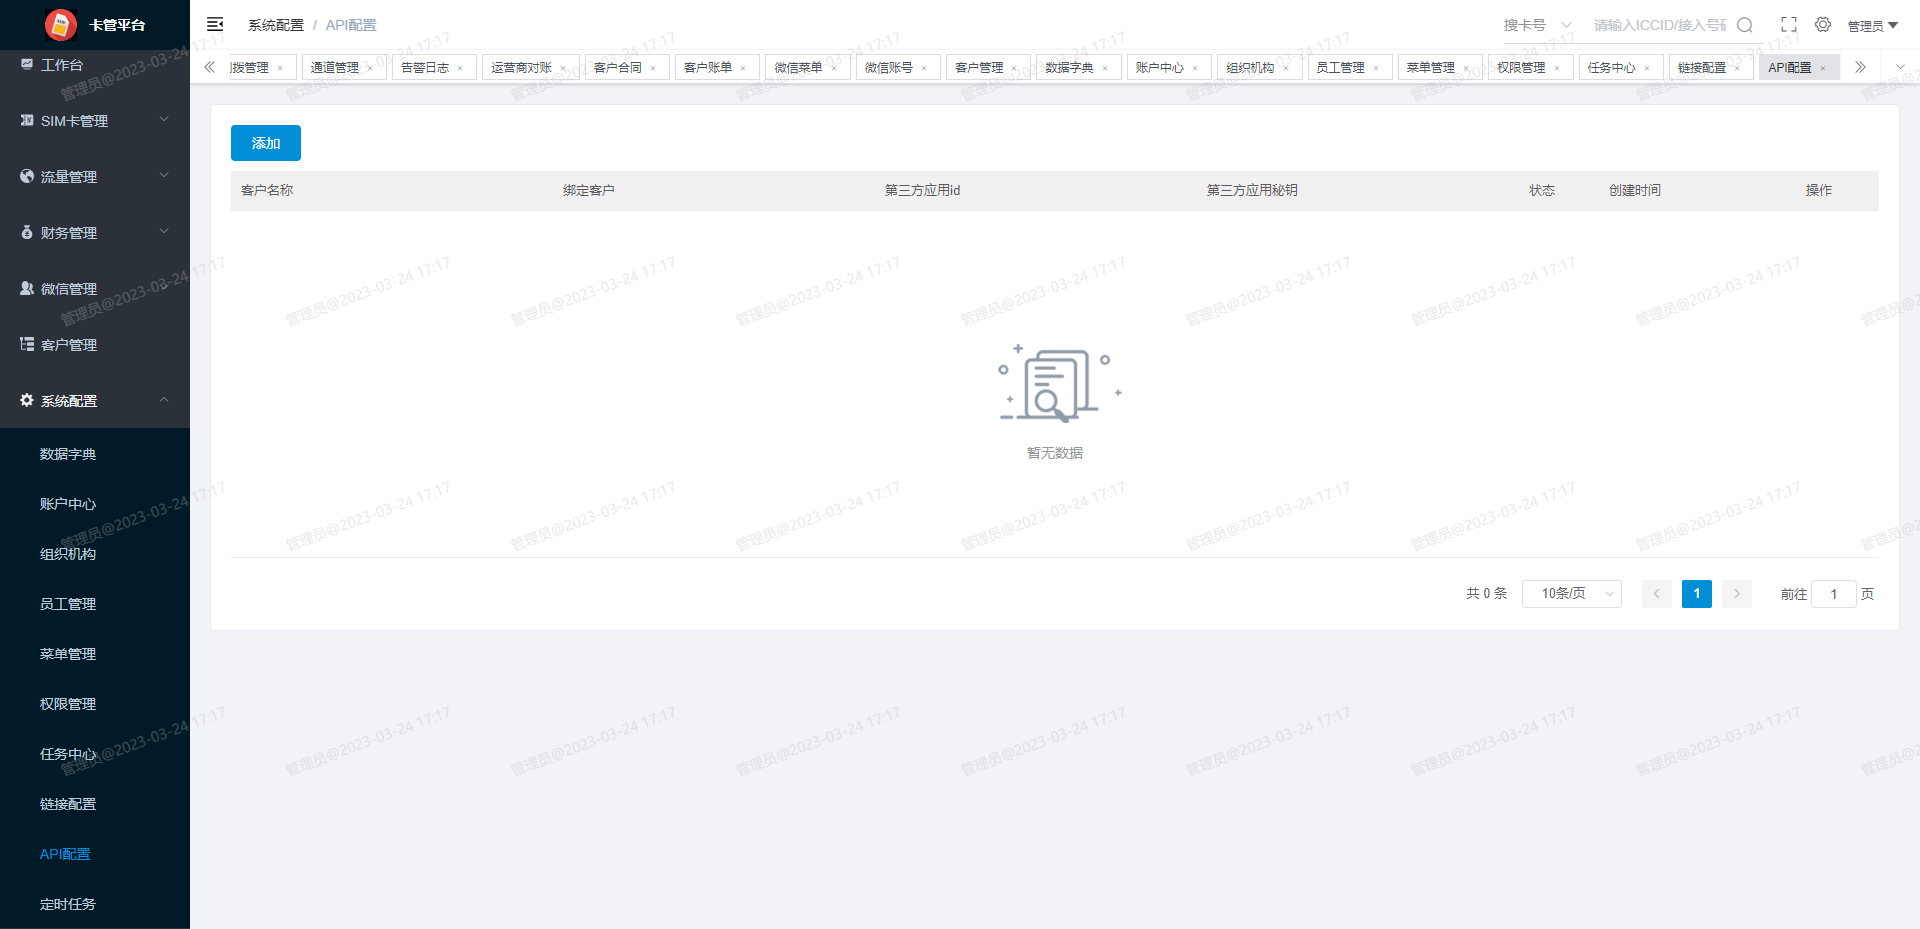 卡管平台
系统配置 / API配置
搜卡号
请输入ICCID/接入号码
管理员
工作台
SIM卡管理
流量管理
财务管理
微信管理
客户管理
系统配置
数据字典
账户中心
组织机构
员工管理
菜单管理
权限管理
任务中心
链接配置
API配置
定时任务
拨管理 × 通道管理 × 告警日志 × 运营商对账 × 客户合同 × 客户账单 × 微信菜单 × 微信账号 × 客户管理 × 数据字典 × 账户中心 × 组织机构 × 员工管理 × 菜单管理 × 权限管理 × 任务中心 × 链接配置 × API配置 ×
添加
客户名称 绑定客户 第三方应用id 第三方应用秘钥 状态 创建时间 操作
暂无数据
共 0 条 10条/页 1 前往 1 页
管理员@2023-03-24 17:17